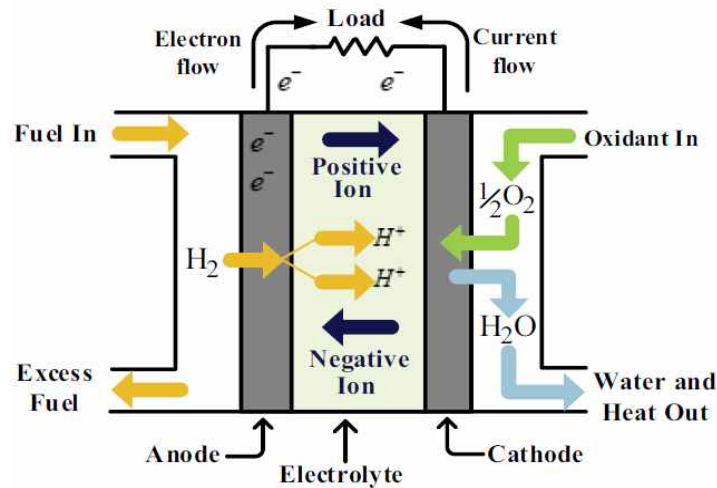 Load
Electron
flow
Current
flow
e⁻
e⁻
Fuel In
Oxidant In
e⁻
e⁻
Positive
Ion
½O₂
H₂
H⁺
H⁺
H₂O
Negative
Ion
Excess
Fuel
Water and
Heat Out
Anode
Electrolyte
Cathode